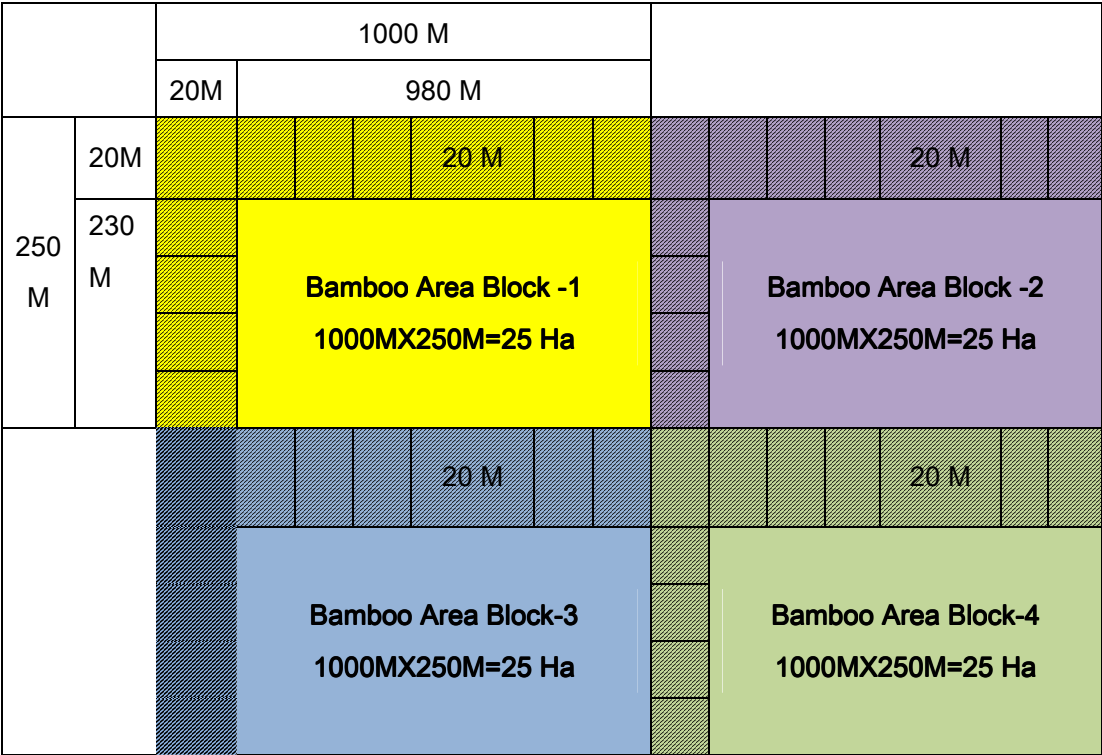 1000 M
20M
980 M
20M
20 M
20 M
250
M
230
M
Bamboo Area Block -1
1000MX250M=25 Ha
Bamboo Area Block -2
1000MX250M=25 Ha
20 M
20 M
Bamboo Area Block-3
1000MX250M=25 Ha
Bamboo Area Block-4
1000MX250M=25 Ha